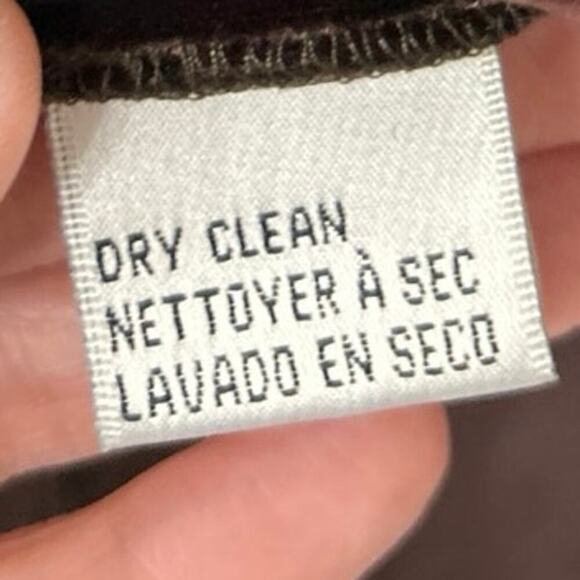 DRY CLEAN
NETTOYER À SEC
LAVADO EN SECO